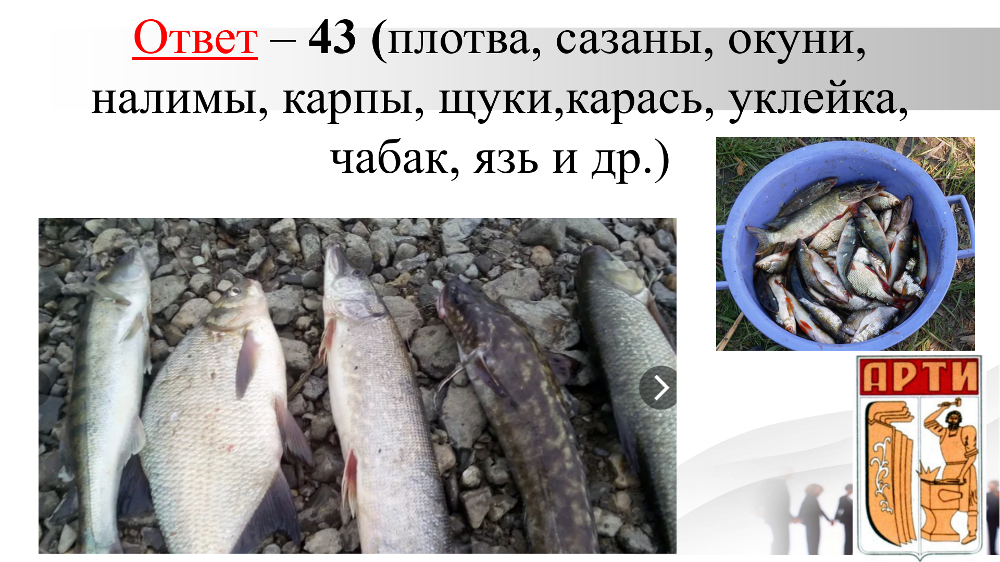 Ответ – 43 (плотва, сазаны, окуни,
налимы, карпы, щуки,карась, уклейка,
чабак, язь и др.)
АРТИ